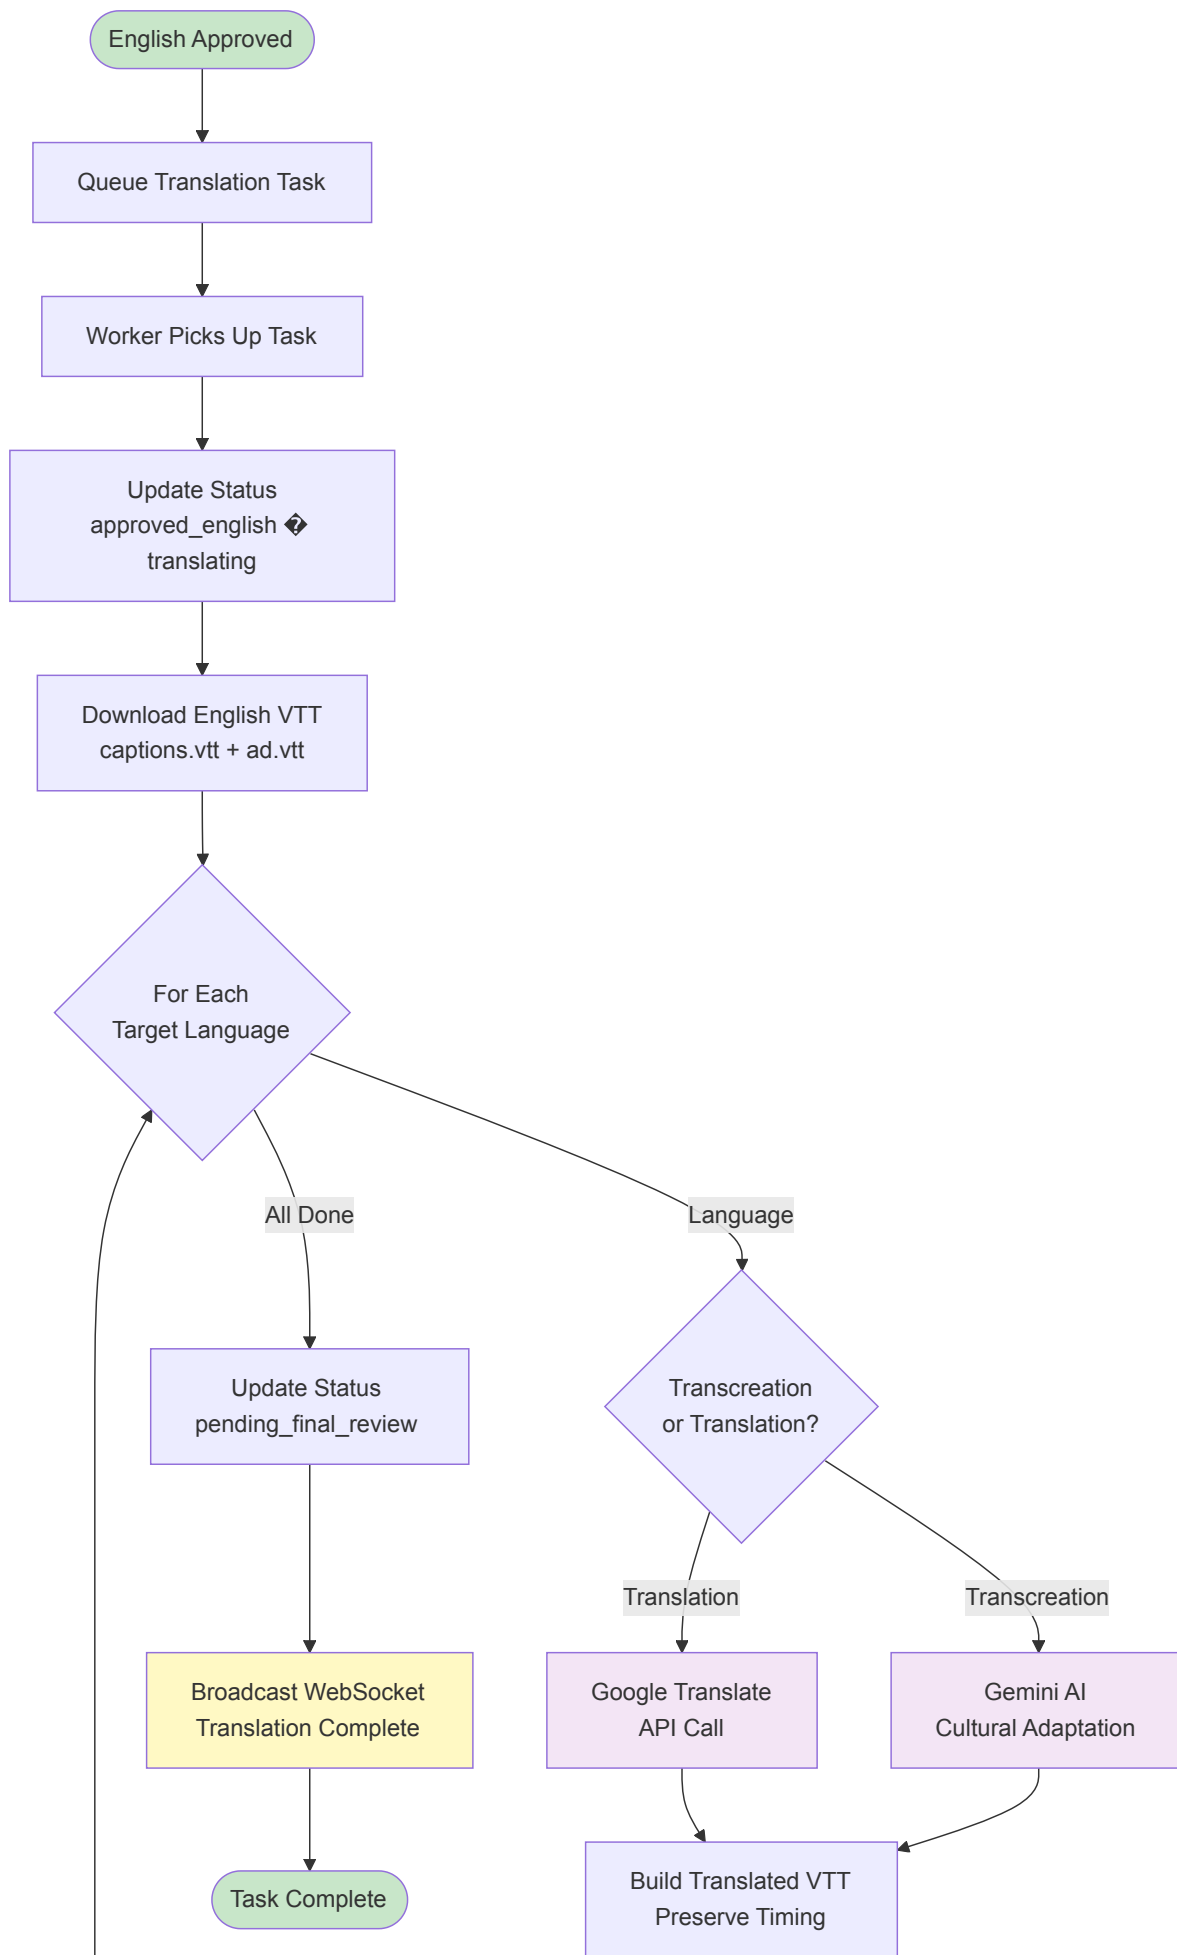 English Approved
Queue Translation Task
Worker Picks Up Task
Update Status
approved_english �
translating
Download English VTT
captions.vtt + ad.vtt
For Each
Target Language
All Done
Language
Update Status
pending_final_review
Transcreation
or Translation?
Translation
Transcreation
Broadcast WebSocket
Translation Complete
Google Translate
API Call
Gemini AI
Cultural Adaptation
Task Complete
Build Translated VTT
Preserve Timing